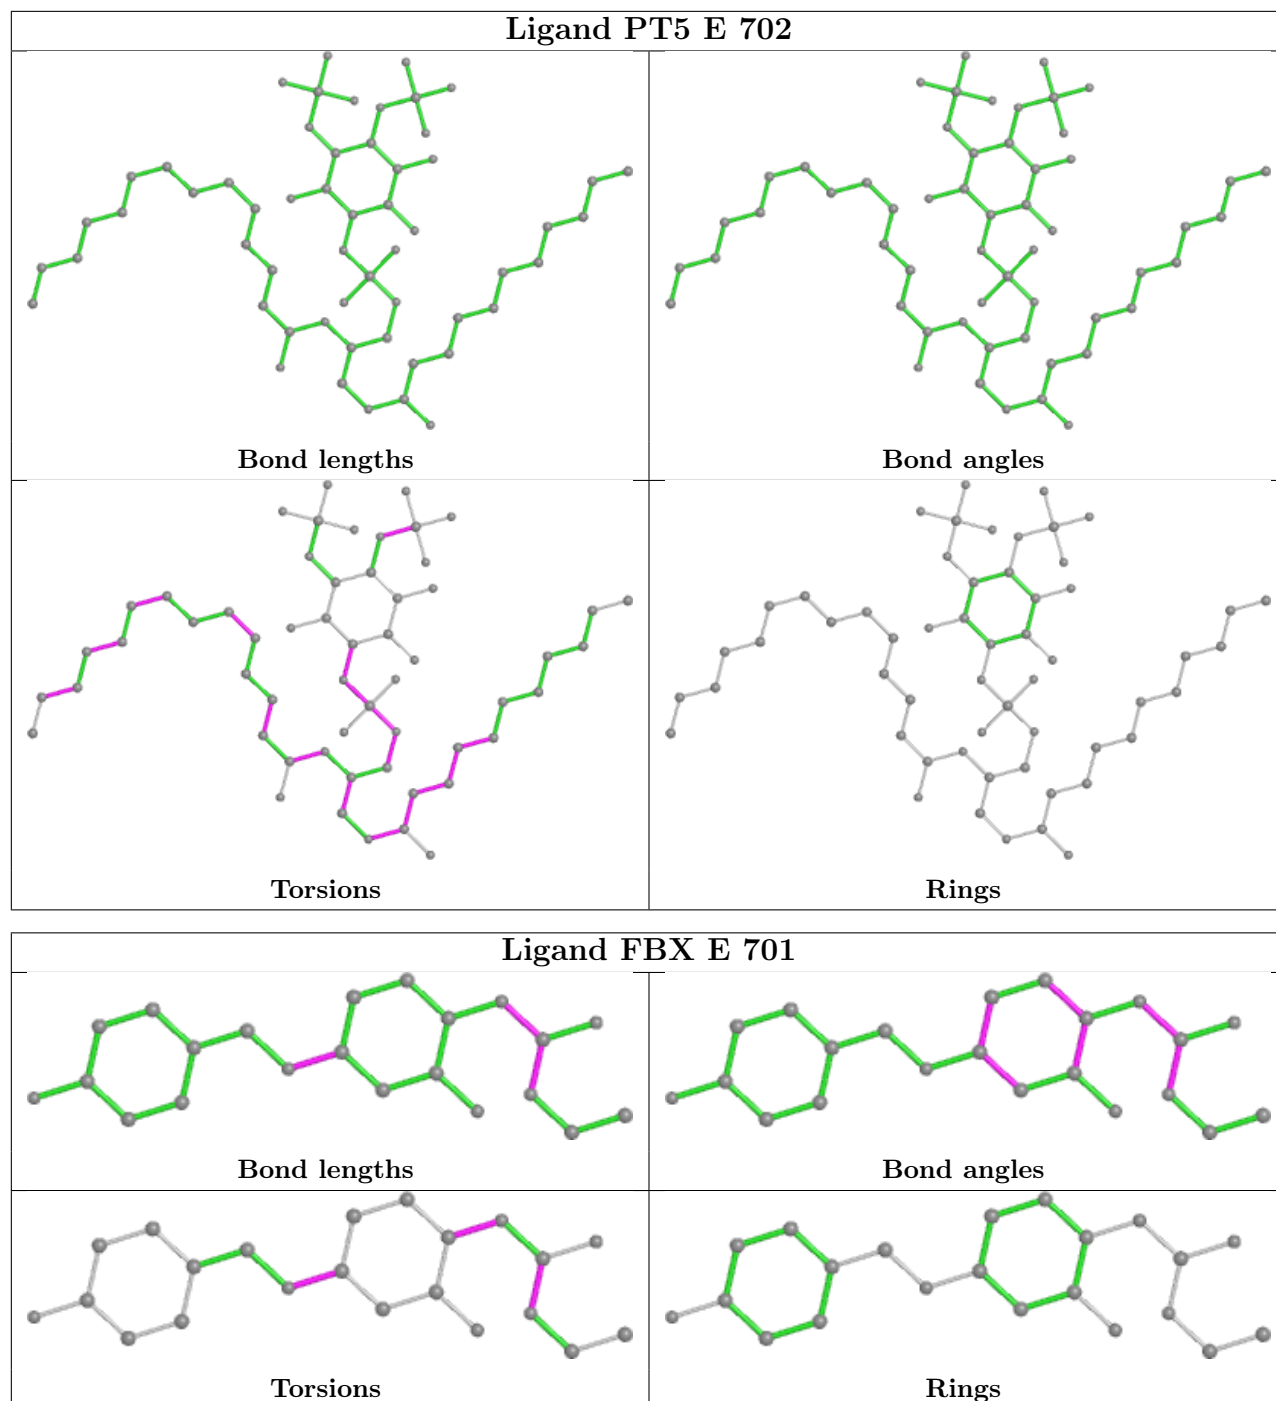 Ligand PT5 E 702
Bond lengths
Bond angles
Torsions
Rings
Ligand FBX E 701
Bond lengths
Bond angles
Torsions
Rings